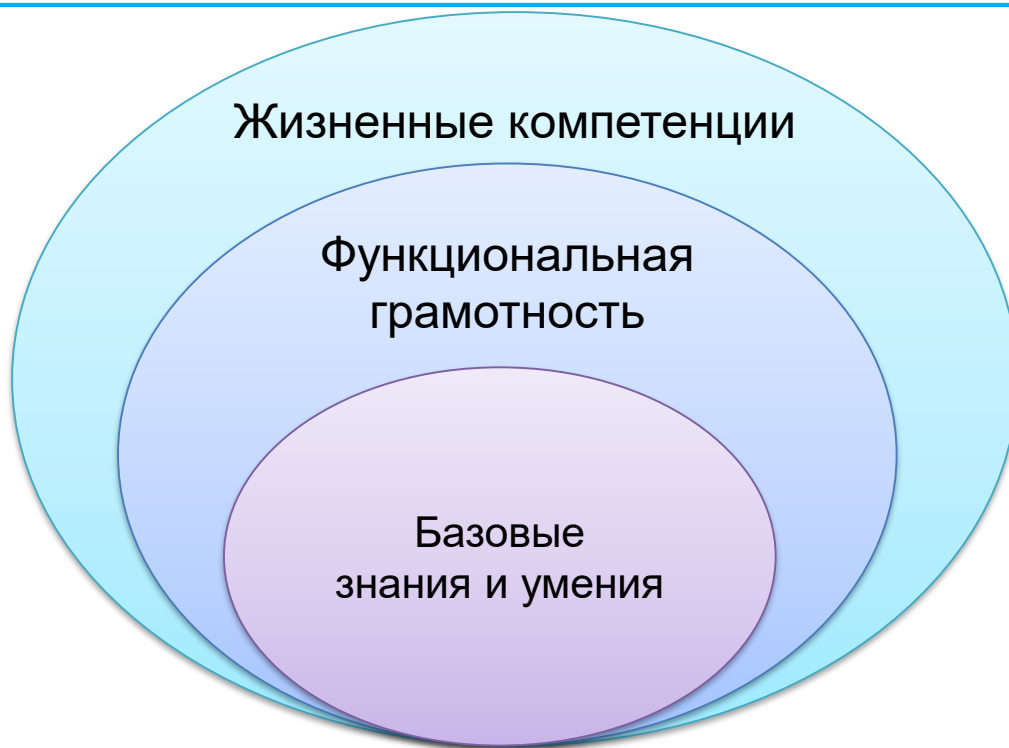 Жизненные компетенции
Функциональная
грамотность
Базовые
знания и умения